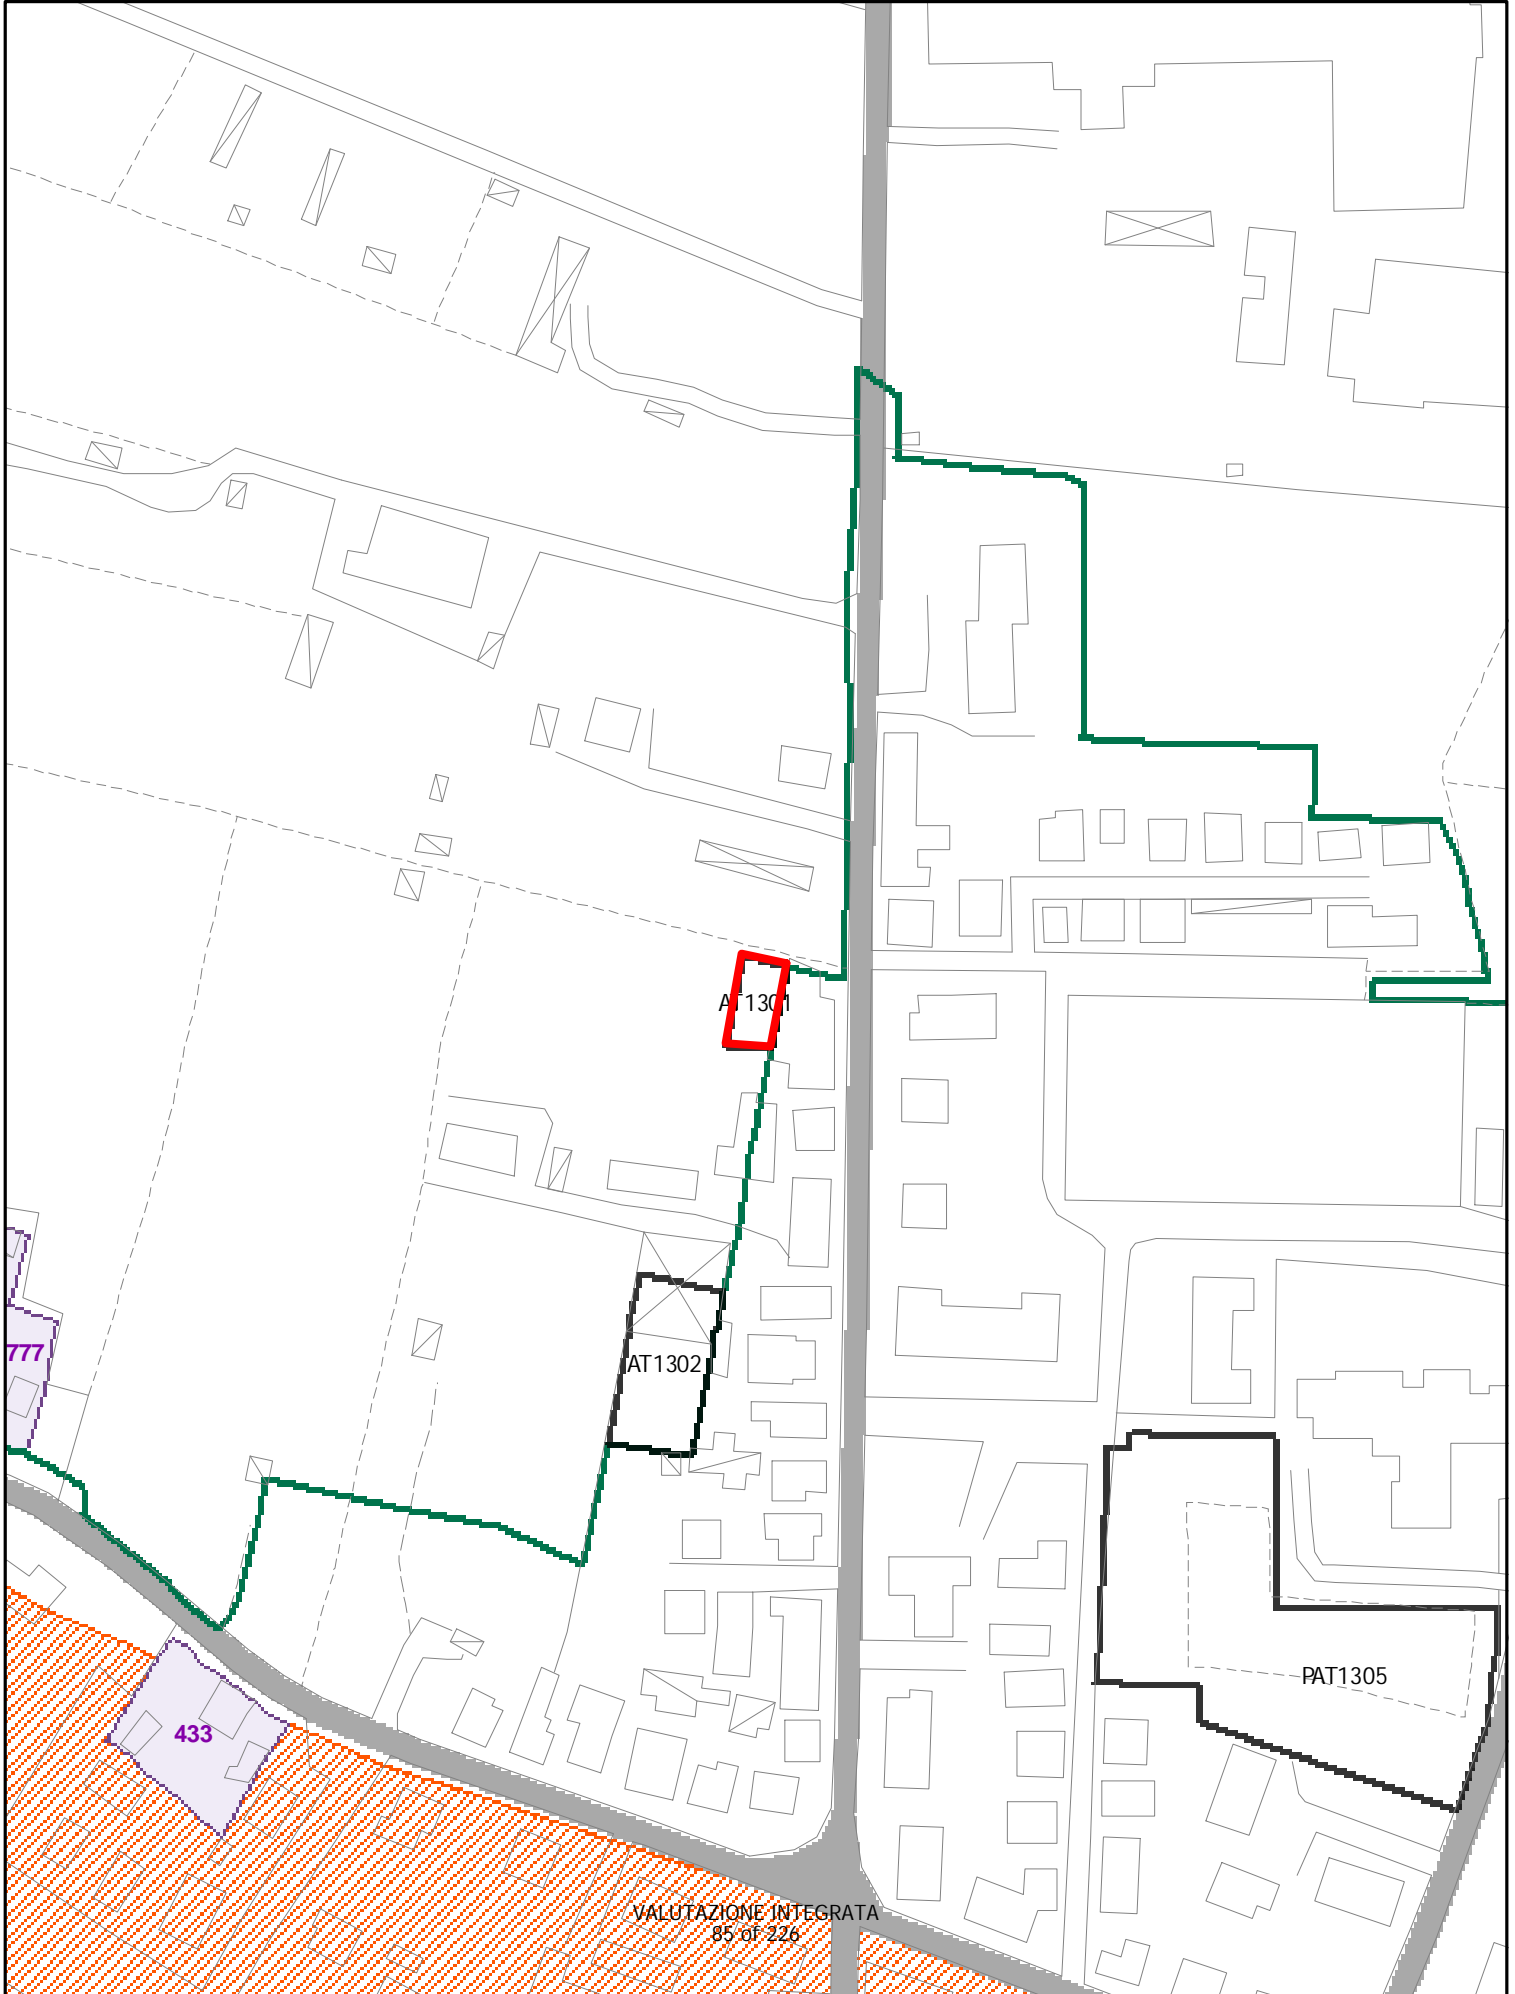 AT1301
777
AT1302
PAT1305
433
VALUTAZIONE INTEGRATA
85 of 226